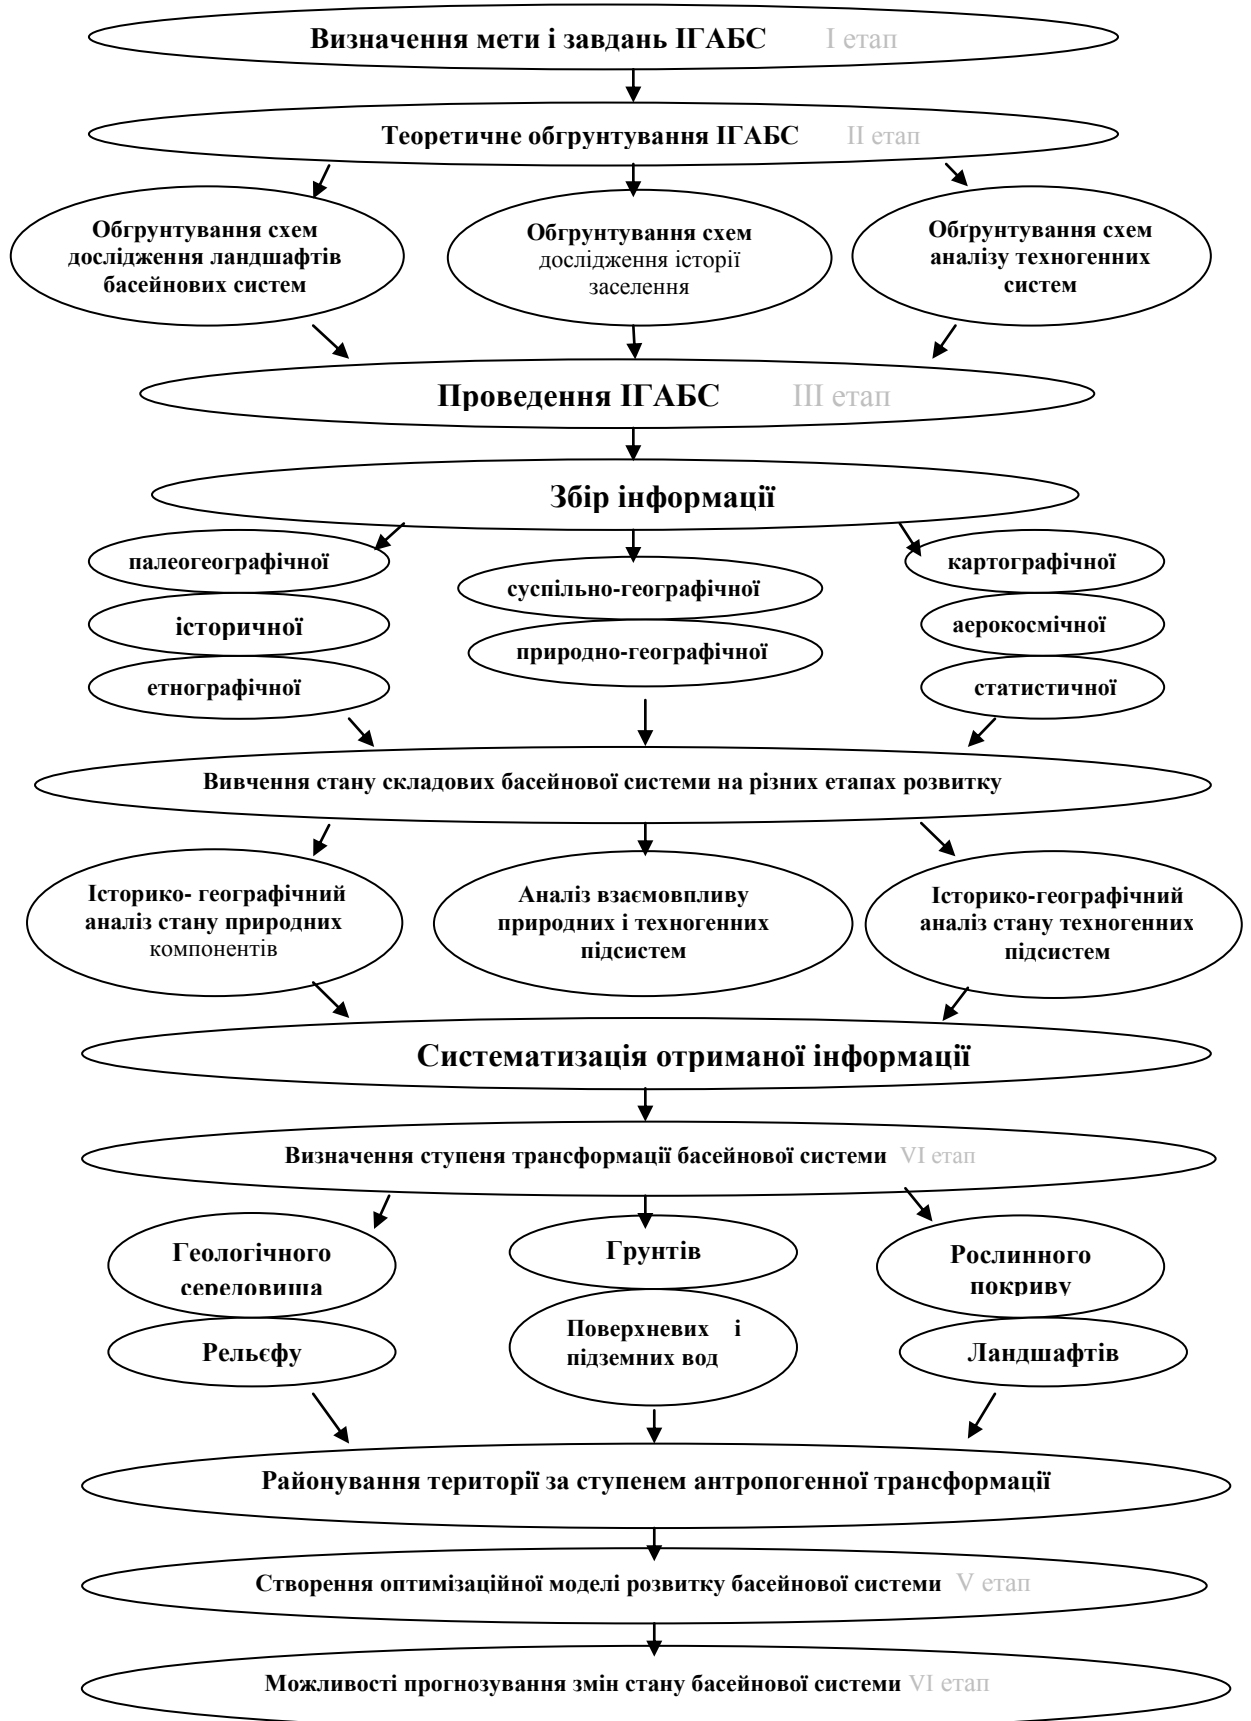 Визначення мети і завдань ІГАБС І етап
Теоретичне обгрунтування ІГАБС ІІ етап
Обгрунтування схем
дослідження ландшафтів
басейнових систем
Обгрунтування схем
дослідження історії
заселення
Обґрунтування схем
аналізу техногенних
систем
Проведення ІГАБС ІІІ етап
Збір інформації
палеогеографічної
історичної
етнографічної
суспільно-географічної
природно-географічної
картографічної
аерокосмічної
статистичної
Вивчення стану складових басейнової системи на різних етапах розвитку
Історико- географічний
аналіз стану природних
компонентів
Аналіз взаємовпливу
природних і техногенних
підсистем
Історико-географічний
аналіз стану техногенних
підсистем
Систематизація отриманої інформації
Визначення ступеня трансформації басейнової системи VI етап
Геологічного
середовища
Рельєфу
Грунтів
Поверхневих і
підземних вод
Рослинного
покриву
Ландшафтів
Районування території за ступенем антропогенної трансформації
Створення оптимізаційної моделі розвитку басейнової системи V етап
Можливості прогнозування змін стану басейнової системи VI етап